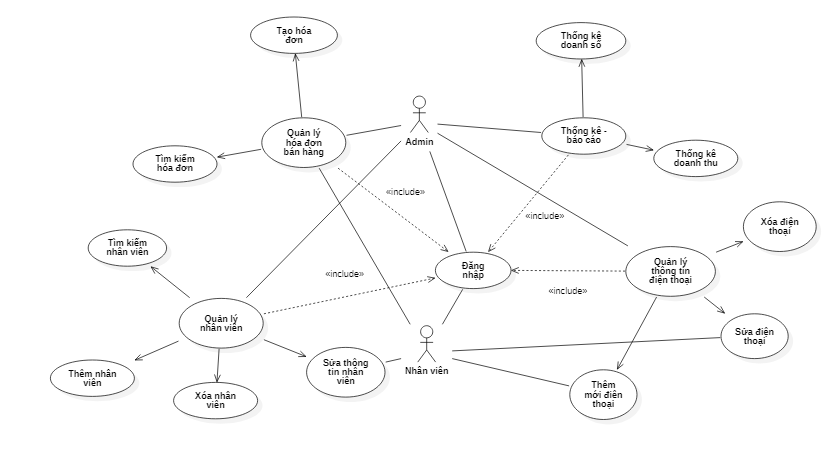 Tạo hóa
đơn
Thống kê
doanh số
Quản lý
hóa đơn
bán hàng
Admin
Thống kê -
báo cáo
Tìm kiếm
hóa đơn
Thống kê
doanh thu
«include»
«include»
Xóa điện
thoại
Tìm kiếm
nhân viên
Đăng
nhập
Quản lý
thông tin
điện thoại
«include»
«include»
Quản lý
nhân viên
Sửa điện
thoại
Nhân viên
Sửa thông
tin nhân
viên
Thêm nhân
viên
Xóa nhân
viên
Thêm
mới điện
thoại